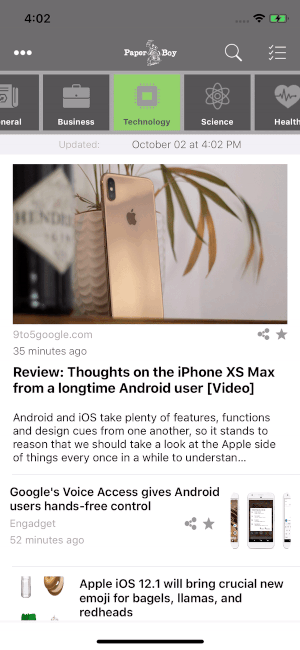 4:02
Paper Boy
neral Business Technology Science Health
Updated: October 02 at 4:02 PM
HENDR
9to5google.com
35 minutes ago
Review: Thoughts on the iPhone XS Max
from a longtime Android user [Video]
Android and iOS take plenty of features, functions
and design cues from one another, so it stands to
reason that we should take a look at the Apple side
of things every once in a while to understan...
Google's Voice Access gives Android
users hands-free control
Engadget
52 minutes ago
Apple iOS 12.1 will bring crucial new
emoji for bagels, llamas, and
redheads